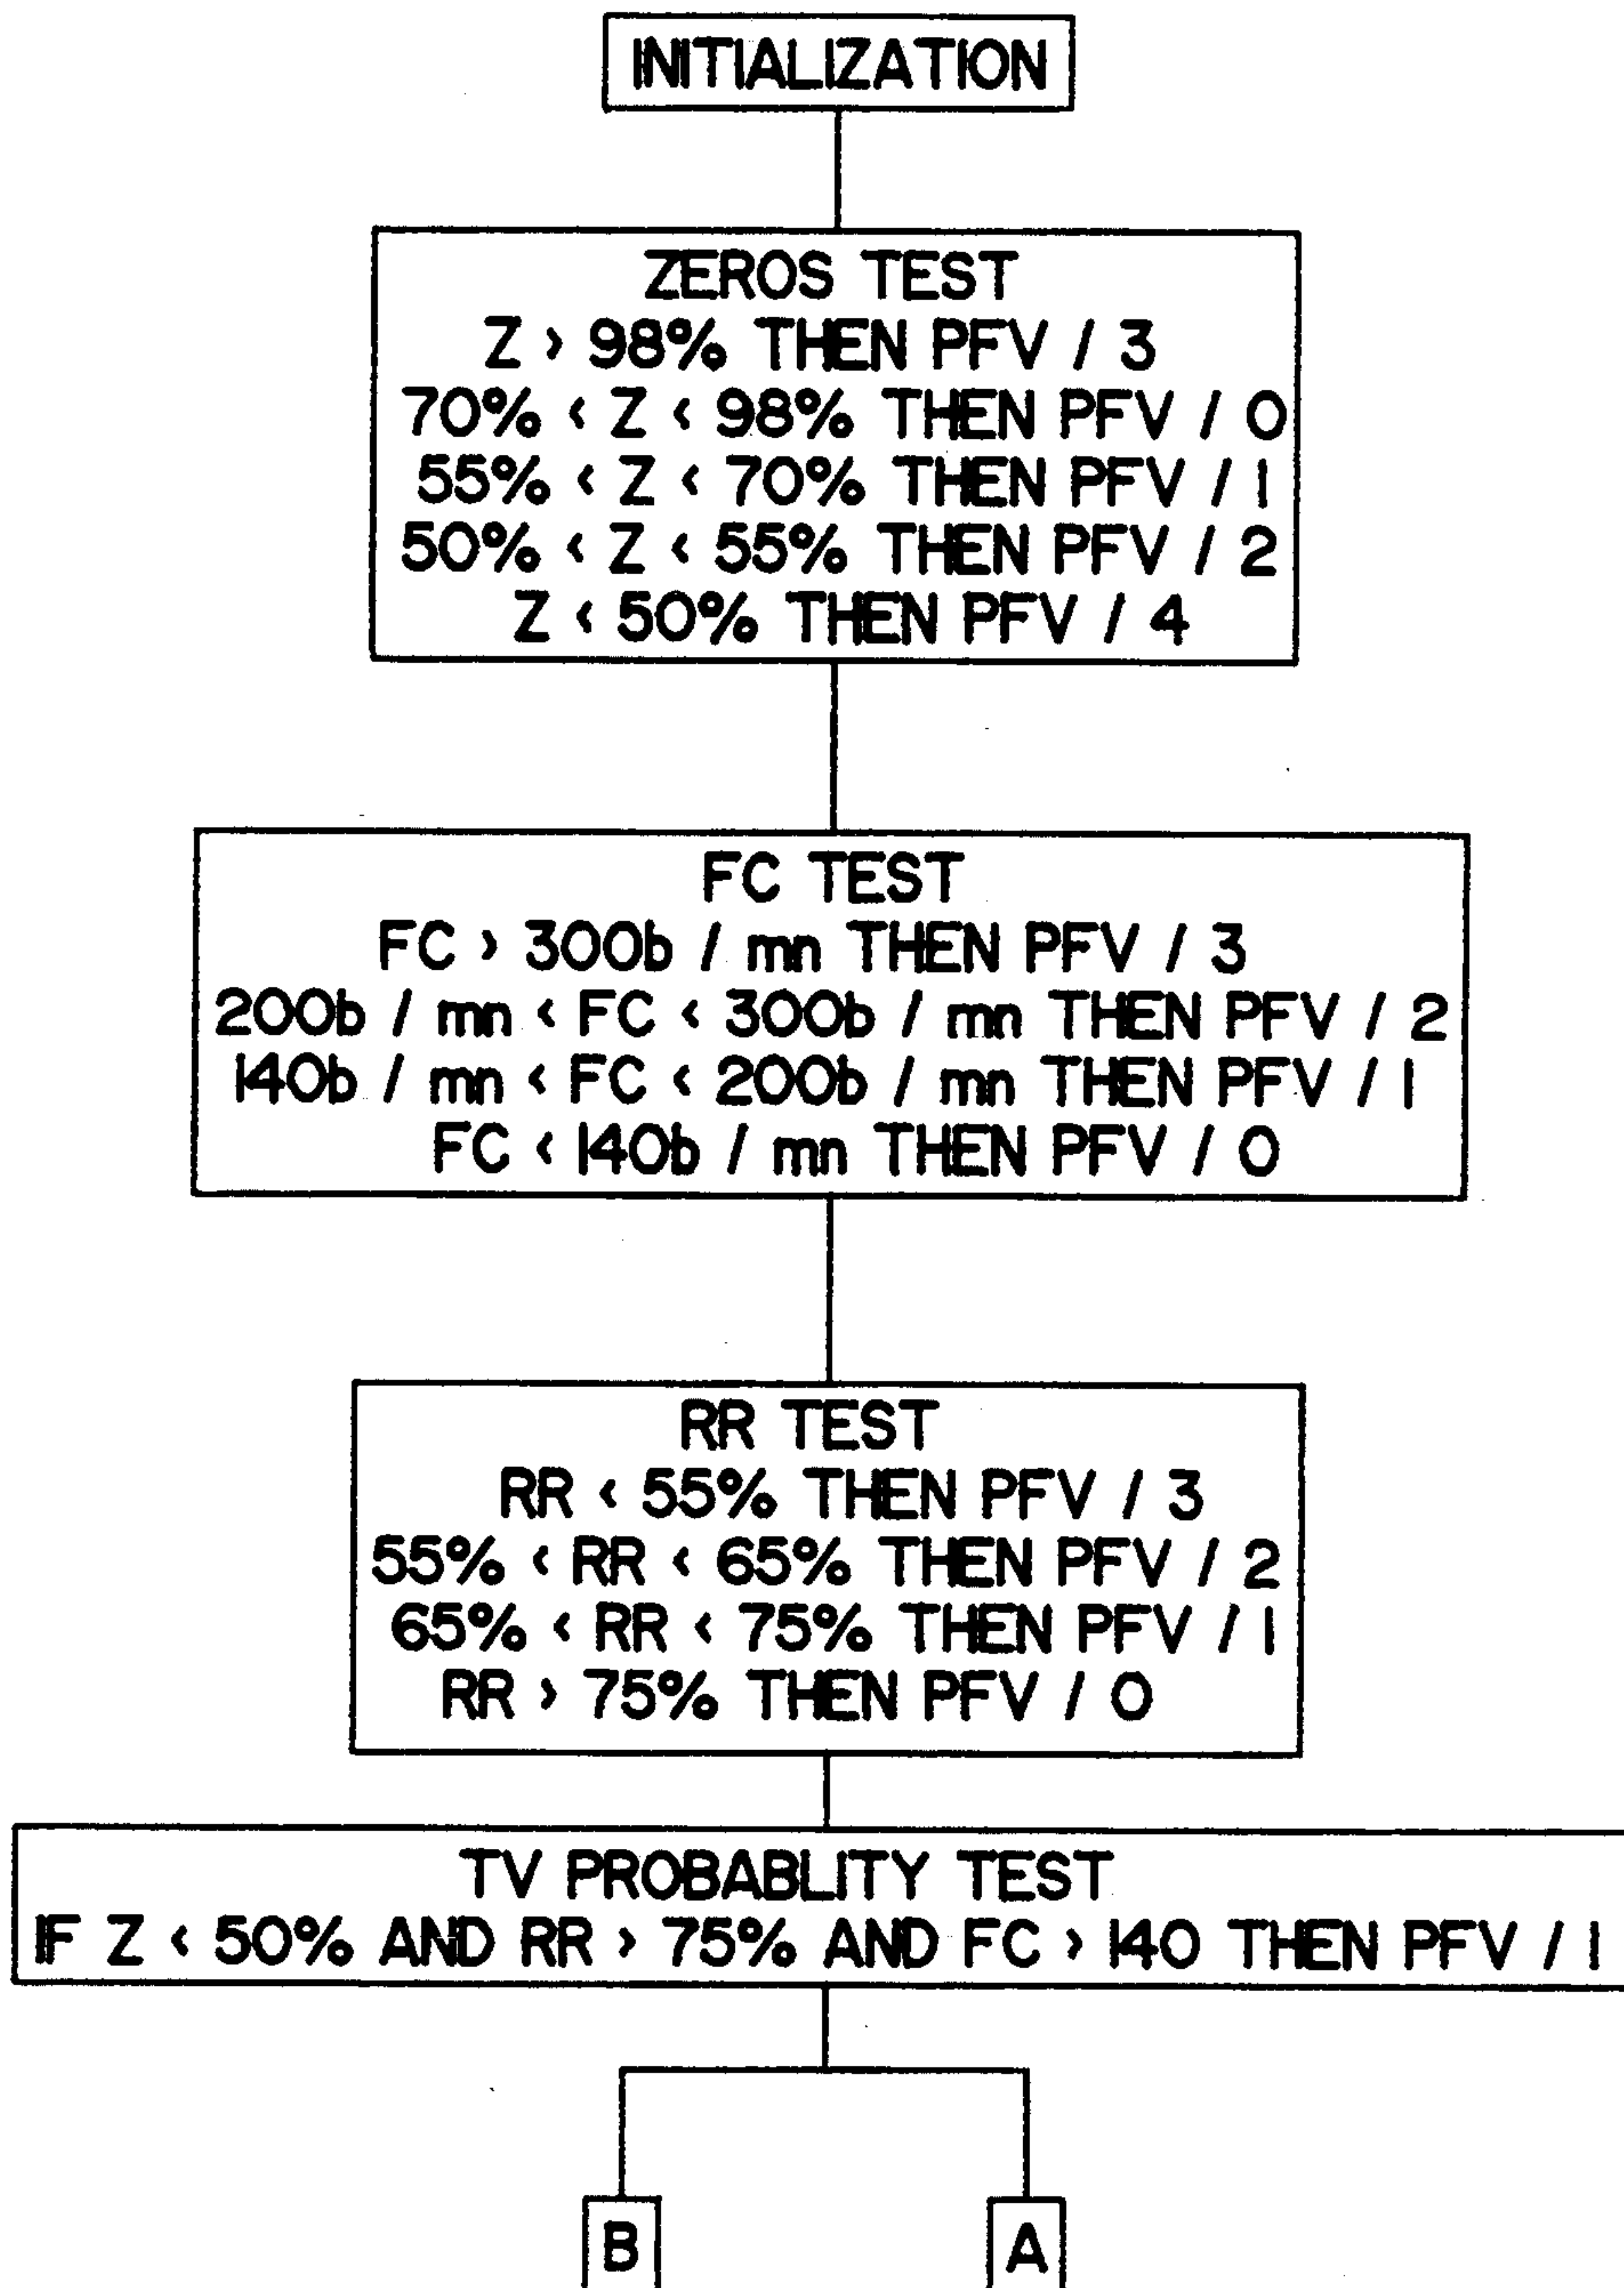 INITIALIZATION
ZEROS TEST
Z > 98% THEN PFV / 3
70% < Z < 98% THEN PFV / 0
55% < Z < 70% THEN PFV / 1
50% < Z < 55% THEN PFV / 2
Z < 50% THEN PFV / 4
FC TEST
FC > 300b / mn THEN PFV / 3
200b / mn < FC < 300b / mn THEN PFV / 2
140b / mn < FC < 200b / mn THEN PFV / 1
FC < 140b / mn THEN PFV / 0
RR TEST
RR < 55% THEN PFV / 3
55% < RR < 65% THEN PFV / 2
65% < RR < 75% THEN PFV / 1
RR > 75% THEN PFV / 0
TV PROBABLITY TEST
IF Z < 50% AND RR > 75% AND FC > 140 THEN PFV / 1
B
A